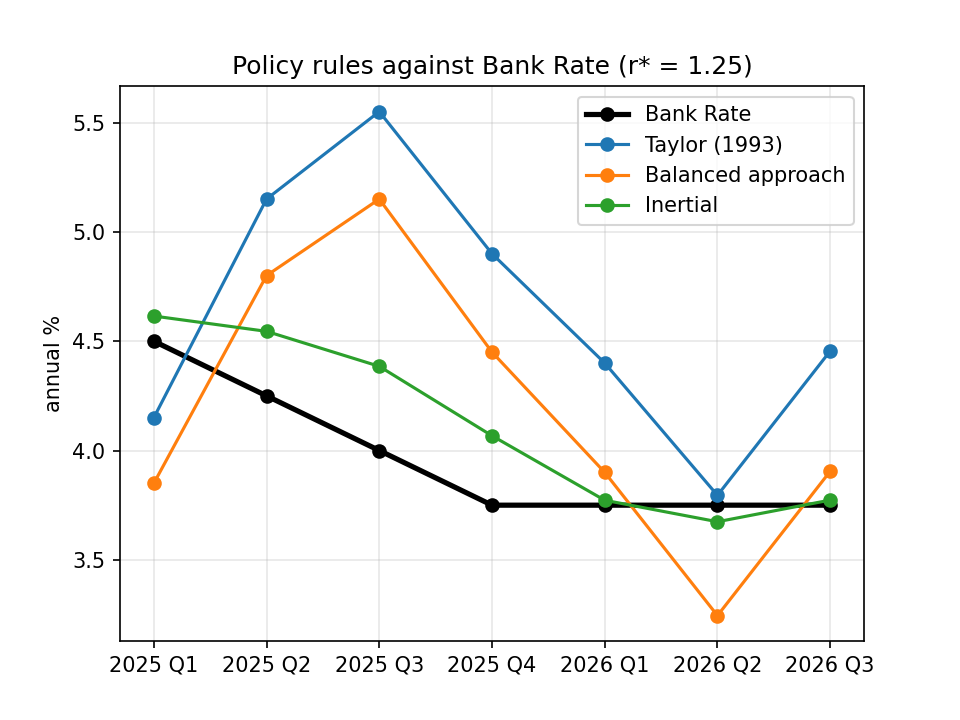 Policy rules against Bank Rate (r* = 1.25)
Bank Rate
Taylor (1993)
Balanced approach
Inertial
annual %
5.5
5.0
4.5
4.0
3.5
2025 Q1 2025 Q2 2025 Q3 2025 Q4 2026 Q1 2026 Q2 2026 Q3